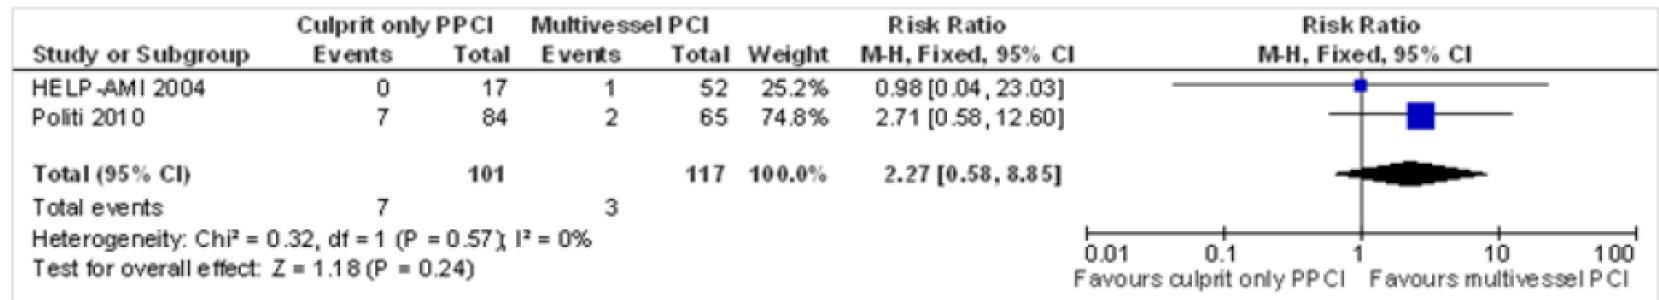 Culprit only PPCI Multivessel PCI Risk Ratio Risk Ratio
Study or Subgroup Events Total Events Total Weight M-H, Fixed, 95% CI M-H, Fixed, 95% CI
HELP-AMI 2004 0 17 1 52 25.2% 0.98 [0.04, 23.03]
Politi 2010 7 84 2 65 74.8% 2.71 [0.58, 12.60]
Total (95% CI) 101 117 100.0% 2.27 [0.58, 8.85]
Total events 7 3
Heterogeneity: Chi² = 0.32, df = 1 (P = 0.57); I² = 0%
Test for overall effect: Z = 1.18 (P = 0.24)
0.01 0.1 1 10 100
Favours culprit only PPCI Favours multivessel PCI